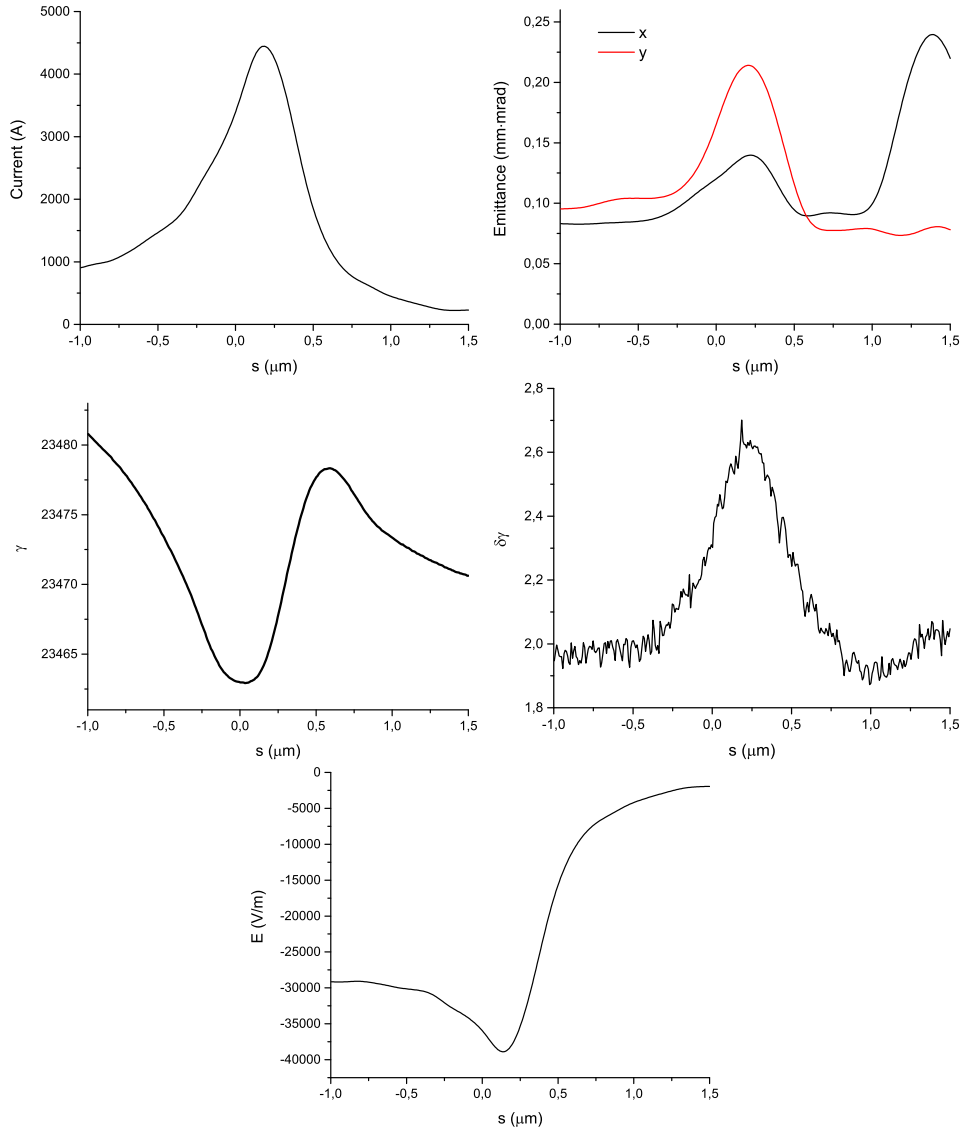 5000
4000
3000
2000
1000
0
-1,0 -0,5 0,0 0,5 1,0 1,5
Current (A)
s (μm)
x
y
0,25
0,20
0,15
0,10
0,05
0,00
-1,0 -0,5 0,0 0,5 1,0 1,5
Emittance (mm·mrad)
s (μm)
23480
23475
23470
23465
-1,0 -0,5 0,0 0,5 1,0 1,5
γ
s (μm)
2,8
2,6
2,4
2,2
2,0
1,8
-1,0 -0,5 0,0 0,5 1,0 1,5
δγ
s (μm)
0
-5000
-10000
-15000
-20000
-25000
-30000
-35000
-40000
-1,0 -0,5 0,0 0,5 1,0 1,5
E (V/m)
s (μm)